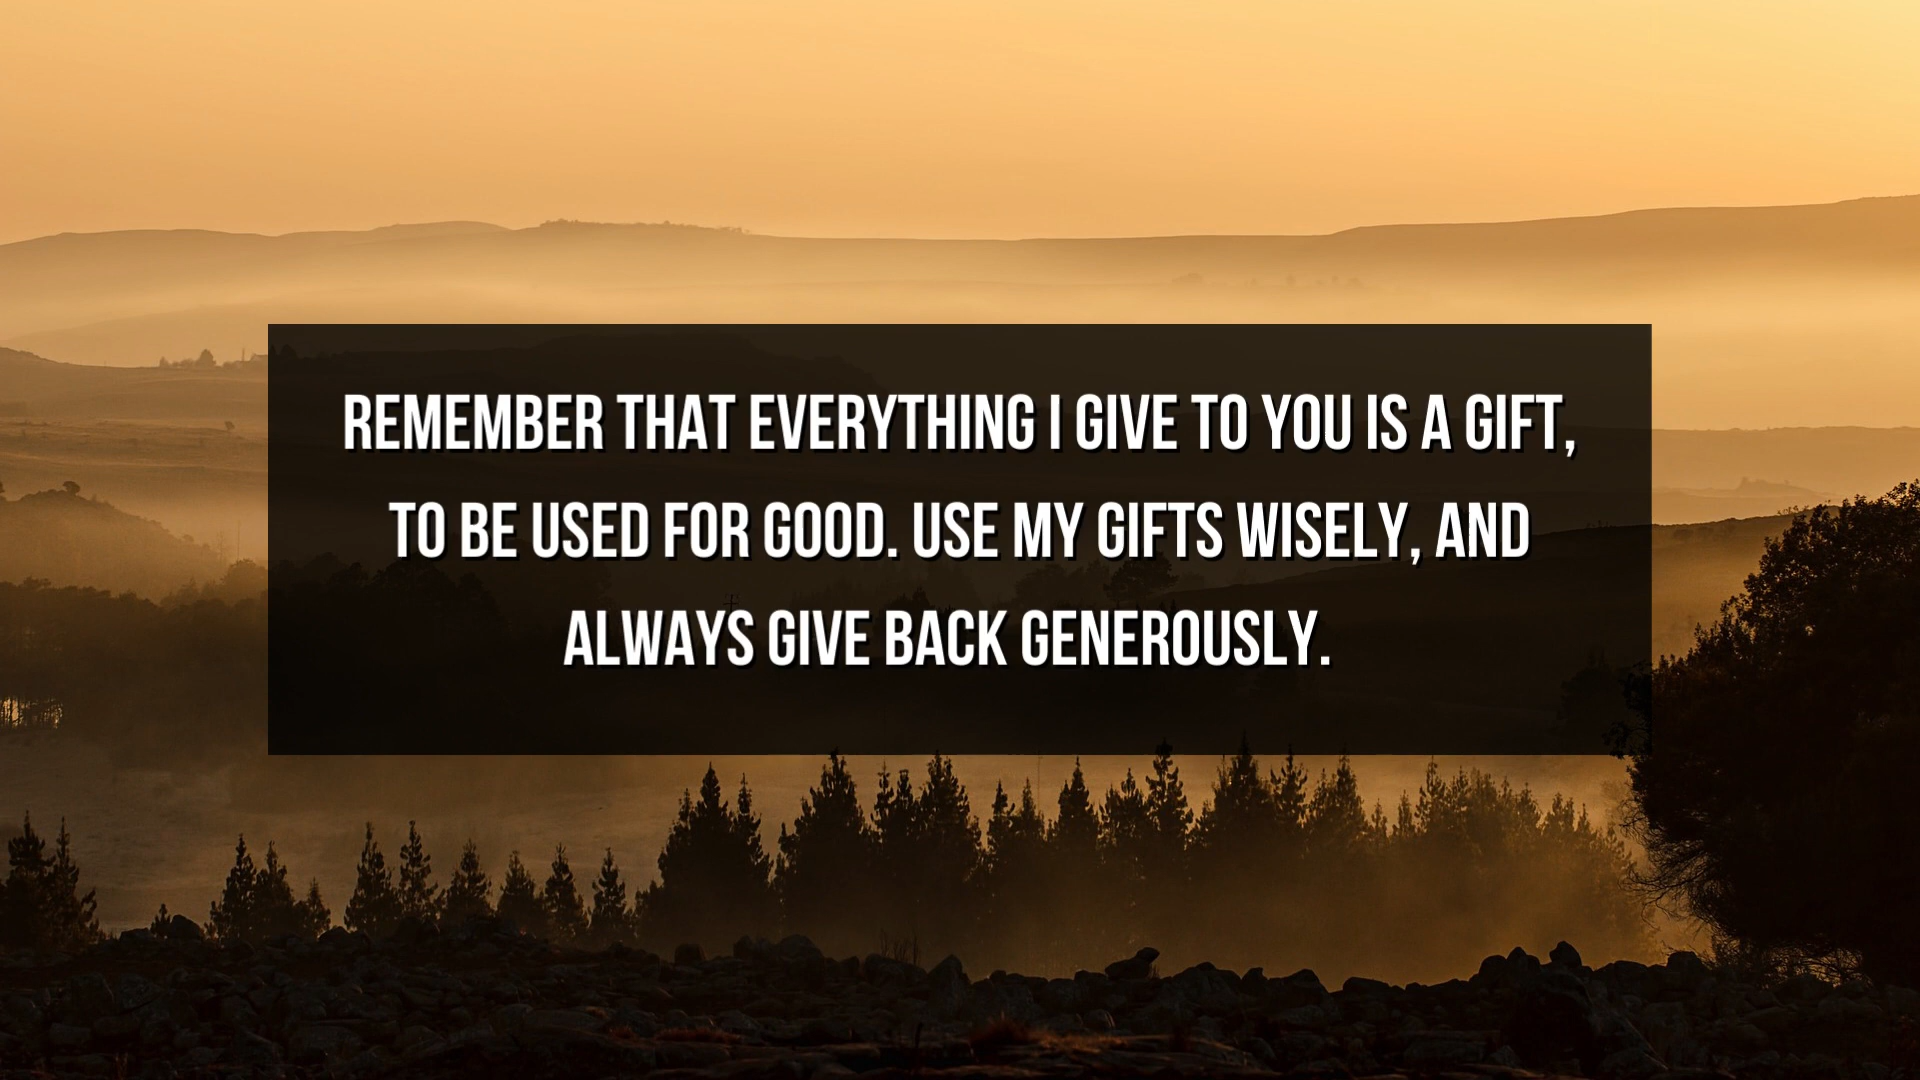 REMEMBER THAT EVERYTHING I GIVE TO YOU IS A GIFT,
TO BE USED FOR GOOD. USE MY GIFTS WISELY, AND
ALWAYS GIVE BACK GENEROUSLY.